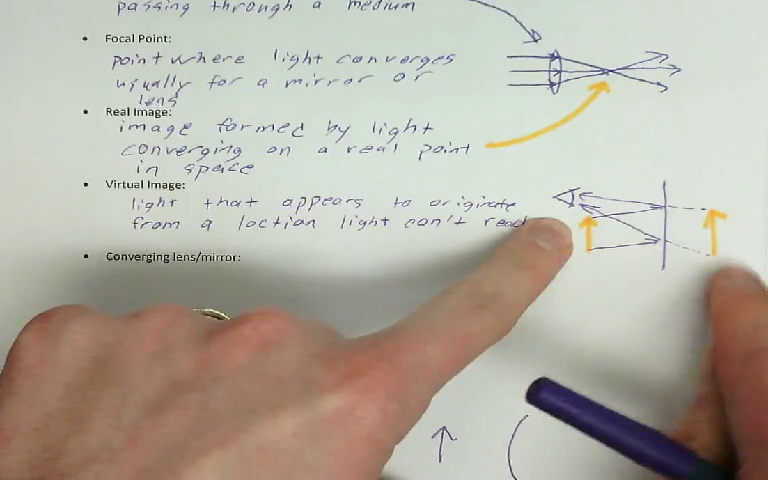 passing through a medium
• Focal Point:
point where light converges
usually for a mirror or
lens
• Real Image:
image formed by light
converging on a real point
in space
• Virtual Image:
light that appears to originate
from a loction light can't reach
• Converging lens/mirror: